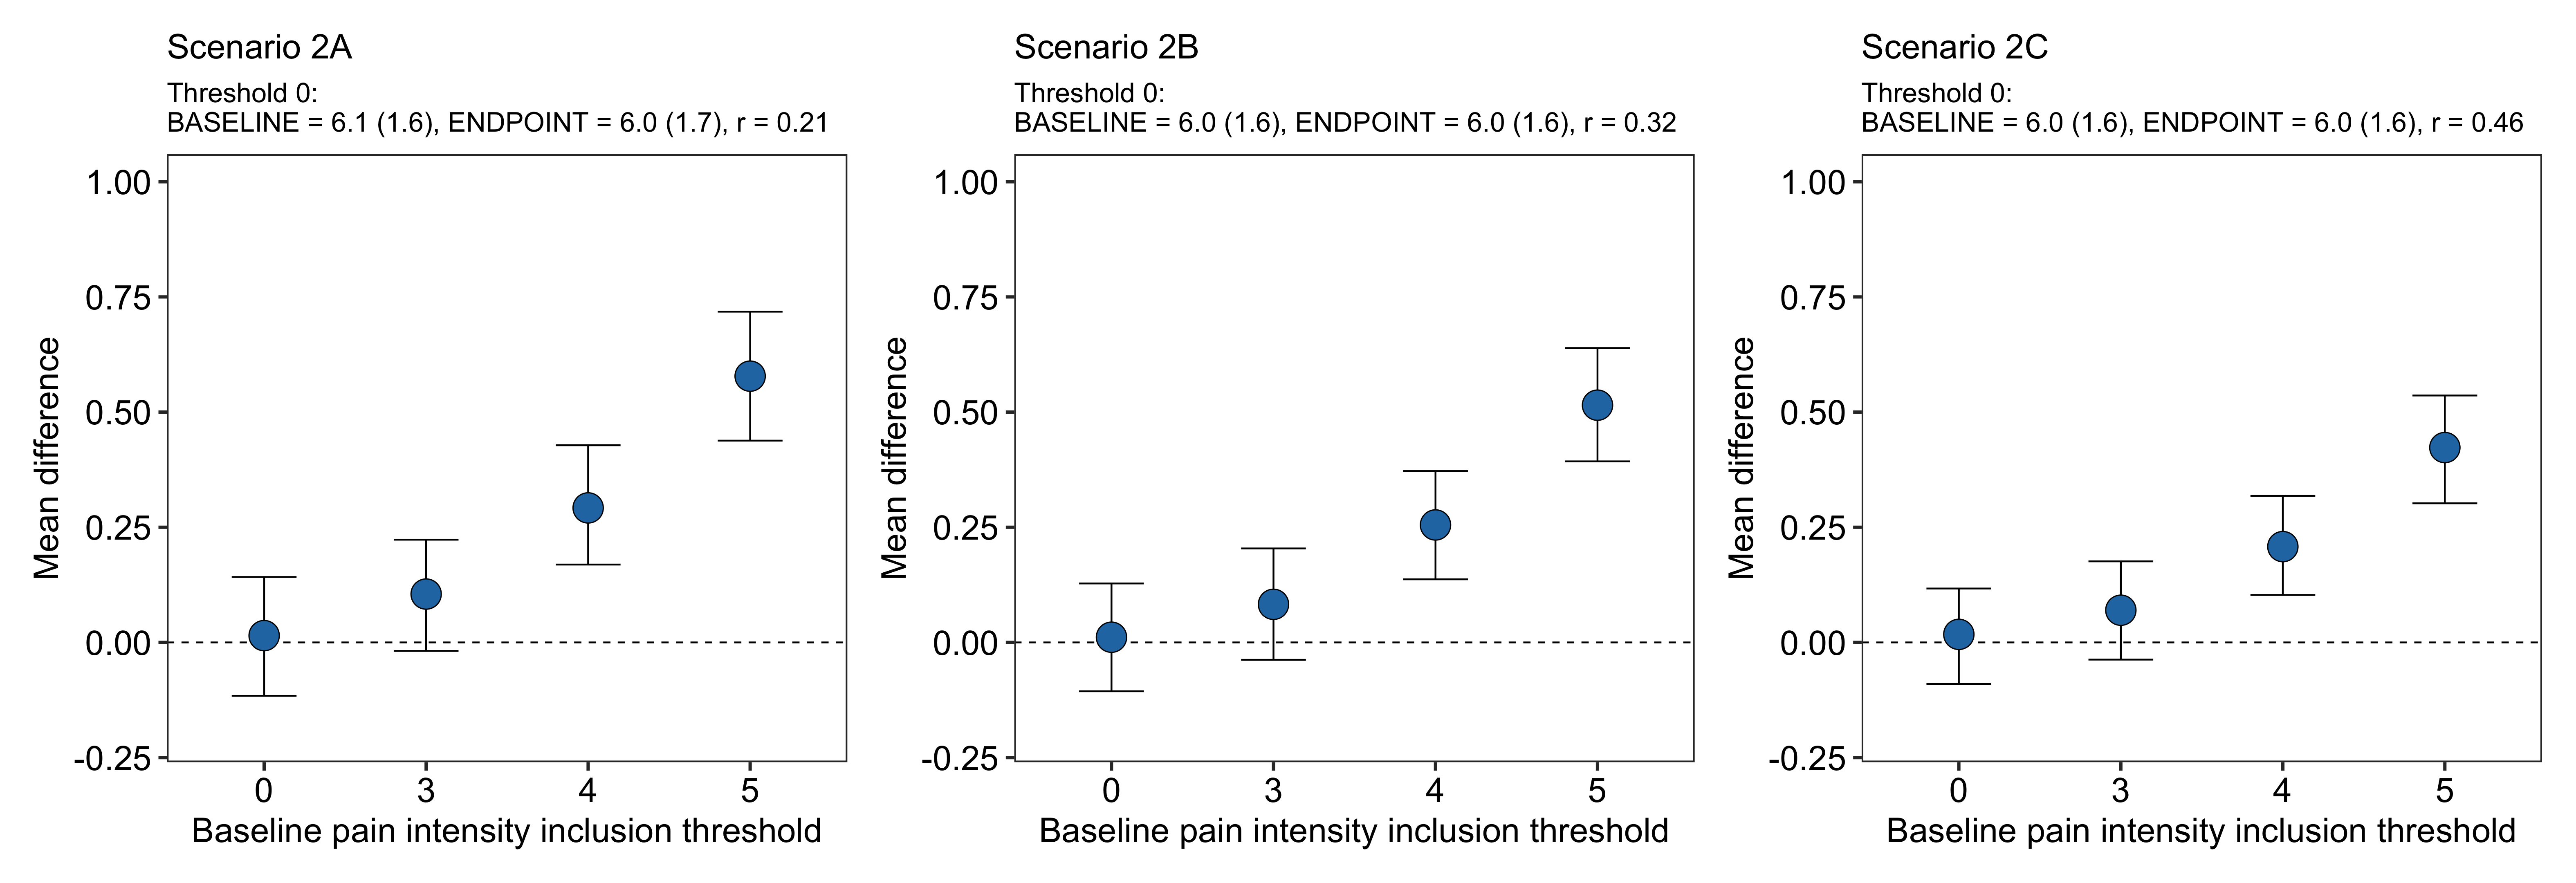 Scenario 2A
Threshold 0:
BASELINE = 6.1 (1.6), ENDPOINT = 6.0 (1.7), r = 0.21
Mean difference
1.00
0.75
0.50
0.25
0.00
-0.25
0 3 4 5
Baseline pain intensity inclusion threshold
Scenario 2B
Threshold 0:
BASELINE = 6.0 (1.6), ENDPOINT = 6.0 (1.6), r = 0.32
Mean difference
1.00
0.75
0.50
0.25
0.00
-0.25
0 3 4 5
Baseline pain intensity inclusion threshold
Scenario 2C
Threshold 0:
BASELINE = 6.0 (1.6), ENDPOINT = 6.0 (1.6), r = 0.46
Mean difference
1.00
0.75
0.50
0.25
0.00
-0.25
0 3 4 5
Baseline pain intensity inclusion threshold